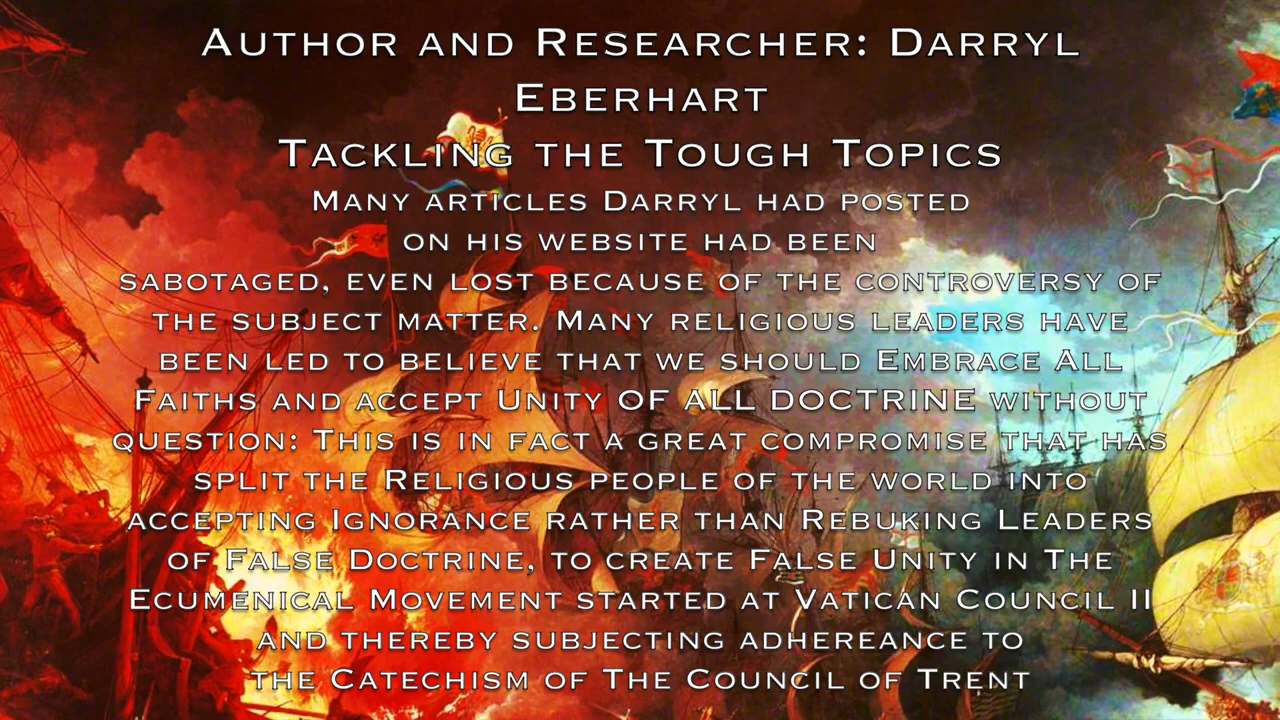 Author and Researcher: Darryl
Eberhart
Tackling the Tough Topics
Many articles Darryl had posted
on his website had been
sabotaged, even lost because of the controversy of
the subject matter. Many religious leaders have
been led to believe that we should Embrace All
Faiths and accept Unity OF ALL DOCTRINE without
question: This is in fact a great compromise that has
split the Religious people of the world into
accepting Ignorance rather than Rebuking Leaders
of False Doctrine, to create False Unity in The
Ecumenical Movement started at Vatican Council II
and thereby subjecting adhereance to
the Catechism of The Council of Trent